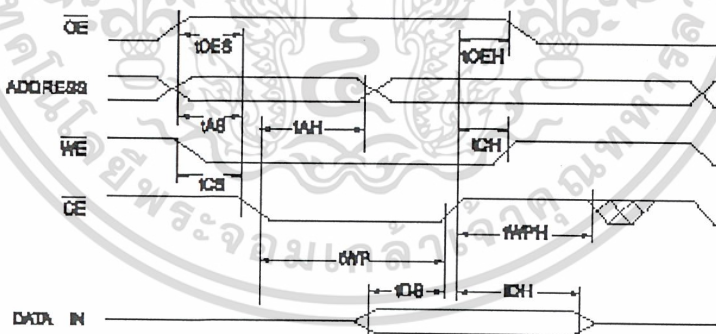 OE
tOES
tOEH
ADDRESS
tAS
tAH
WE
tCS
tCH
CE
tWP
tWPH
tDS
tDH
DATA IN